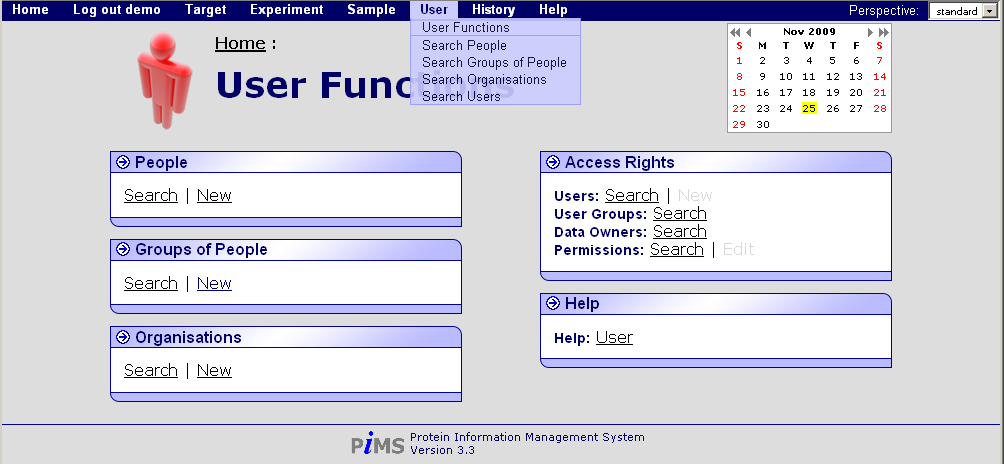 Home Log out demo Target Experiment Sample User History Help Perspective: standard
User Functions
Search People
Search Groups of People
Search Organisations
Search Users
Home :
User Functions
Nov 2009
S M T W T F S
1 2 3 4 5 6 7
8 9 10 11 12 13 14
15 16 17 18 19 20 21
22 23 24 25 26 27 28
29 30
People
Search | New
Groups of People
Search | New
Organisations
Search | New
Access Rights
Users: Search | New
User Groups: Search
Data Owners: Search
Permissions: Search | Edit
Help
Help: User
PiMS Protein Information Management System
Version 3.3